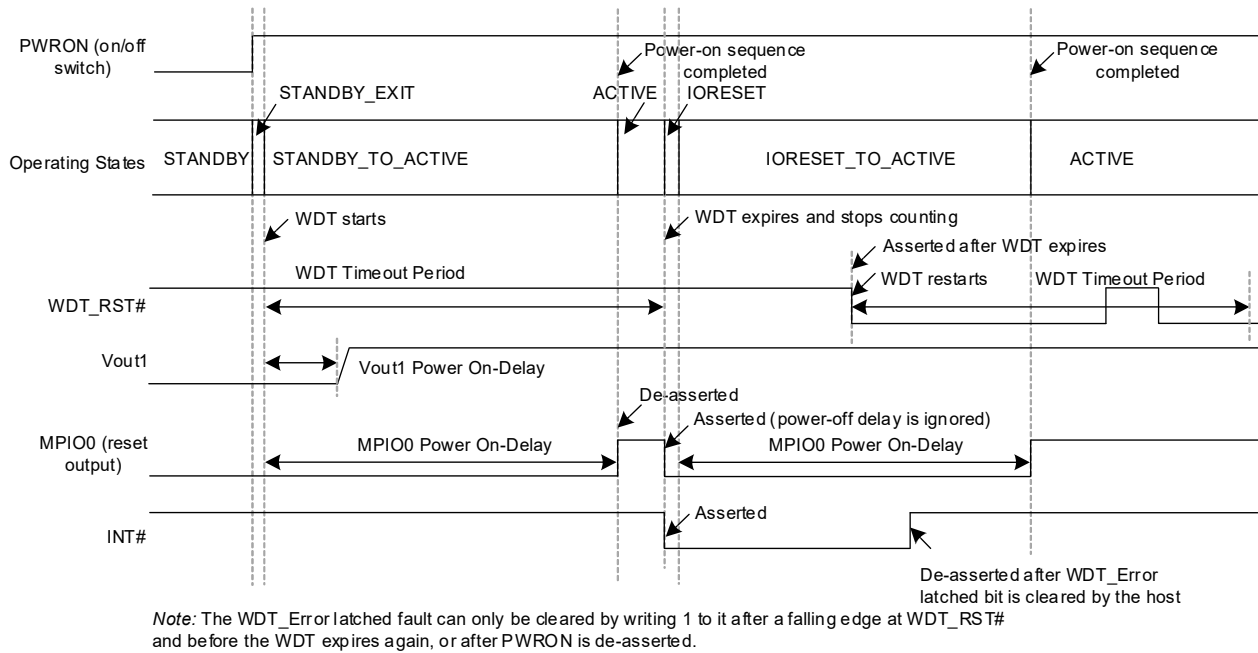 PWRON (on/off
switch)
Power-on sequence
completed
Power-on sequence
completed
STANDBY_EXIT
ACTIVE
IORESET
Operating States
STANDBY
STANDBY_TO_ACTIVE
IORESET_TO_ACTIVE
ACTIVE
WDT starts
WDT expires and stops counting
Asserted after WDT expires
WDT Timeout Period
WDT restarts
WDT Timeout Period
WDT_RST#
Vout1
Vout1 Power On-Delay
De-asserted
Asserted (power-off delay is ignored)
MPIO0 (reset
output)
MPIO0 Power On-Delay
MPIO0 Power On-Delay
Asserted
INT#
De-asserted after WDT_Error
latched bit is cleared by the host
Note: The WDT_Error latched fault can only be cleared by writing 1 to it after a falling edge at WDT_RST#
and before the WDT expires again, or after PWRON is de-asserted.